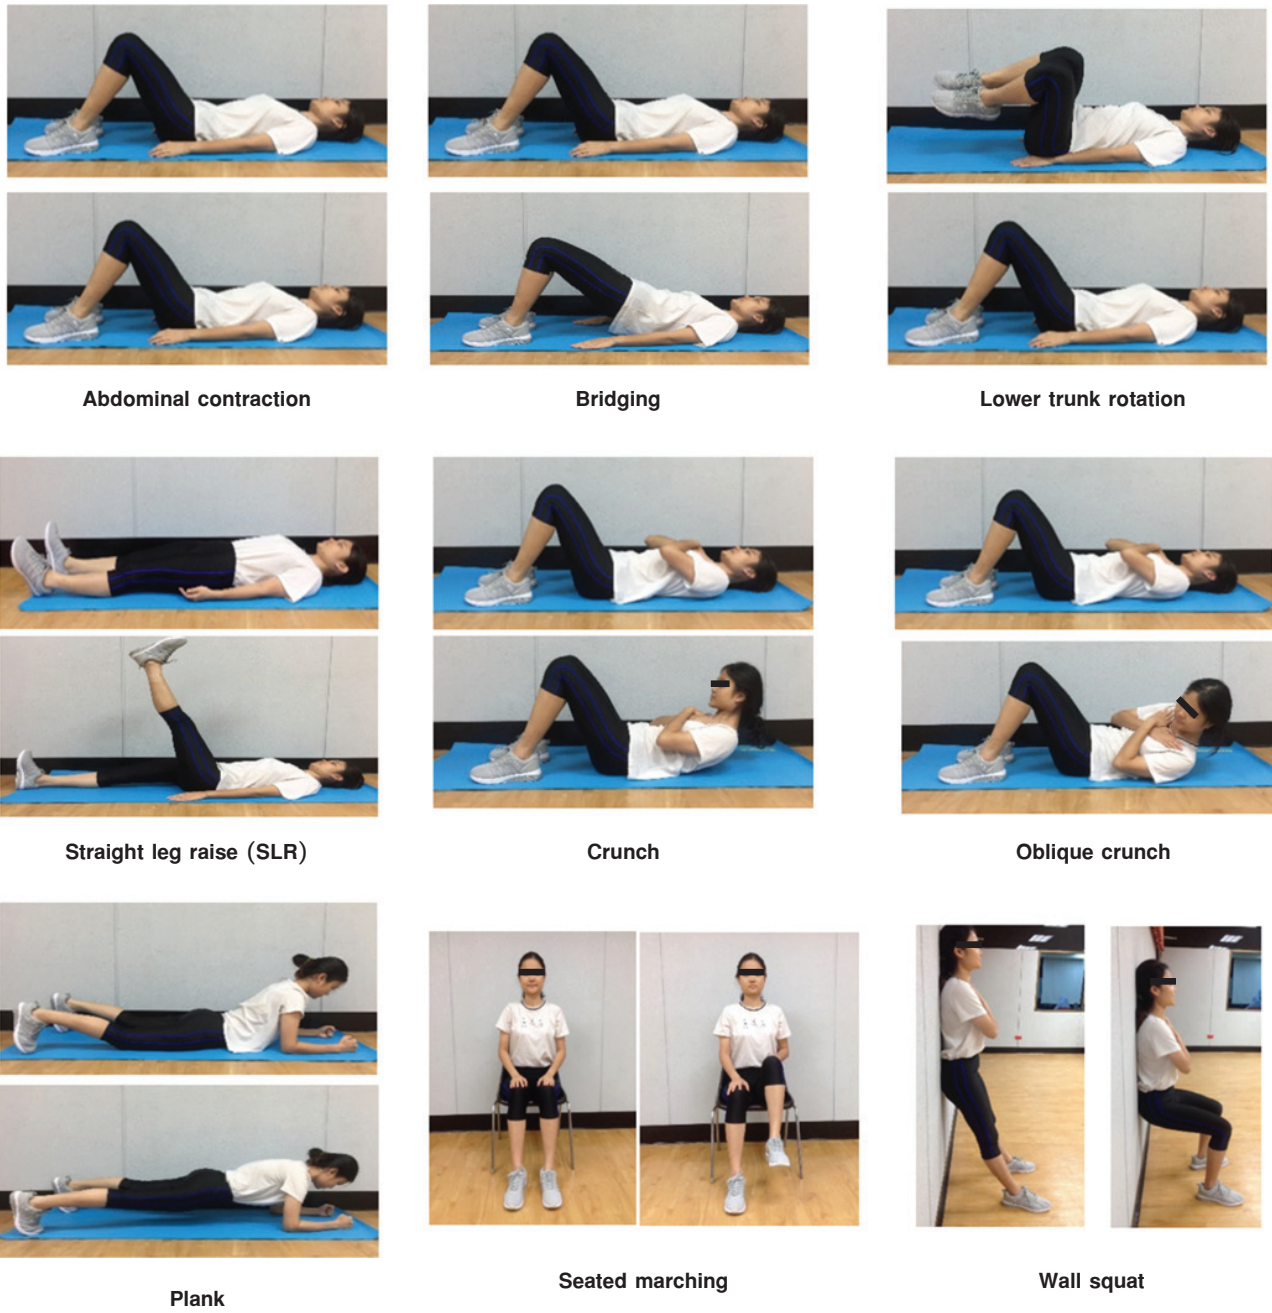 Abdominal contraction
Bridging
Lower trunk rotation
Straight leg raise (SLR)
Crunch
Oblique crunch
Plank
Seated marching
Wall squat